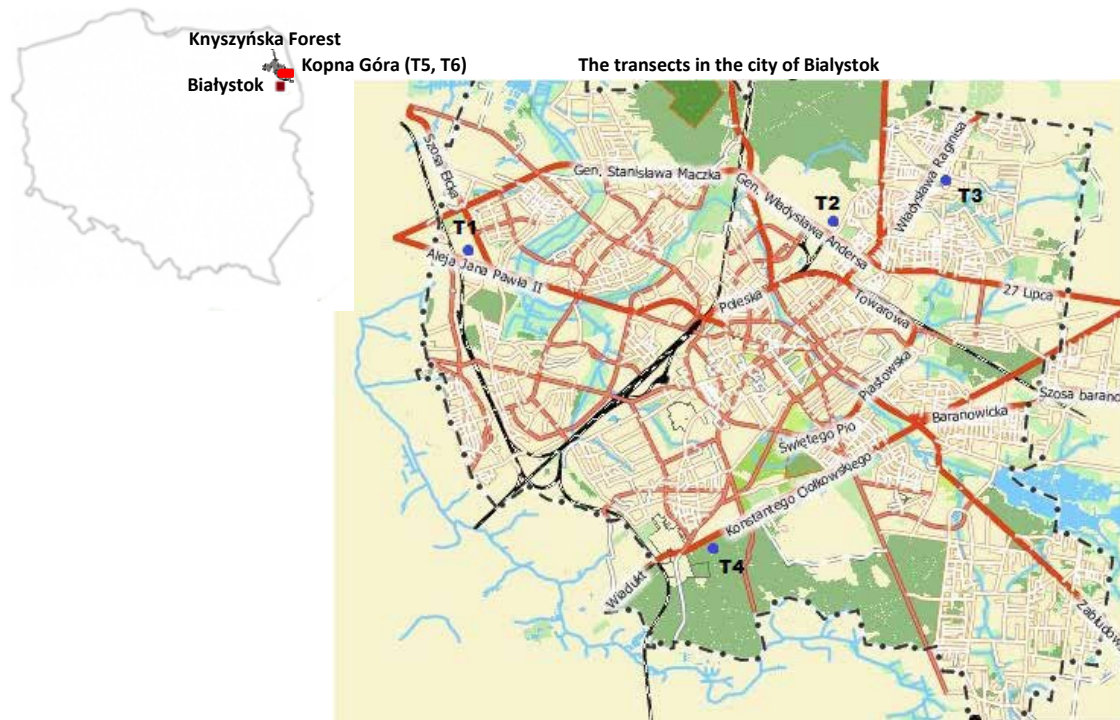 Knyszyńska Forest
Kopna Góra (T5, T6)
The transects in the city of Bialystok
Białystok
Szosa Ełcka
Gen. Stanisława Maczka
Gen. Władysława Andersa
Władysława Raginisa
T1
T2
T3
Aleja Jana Pawła II
Poleska
Towarowa
27 Lipca
Piastowska
Szosa barano
Baranowicka
Świętego Pio
Konstantego Ciołkowskiego
T4
Wiadukt
Zabłudow